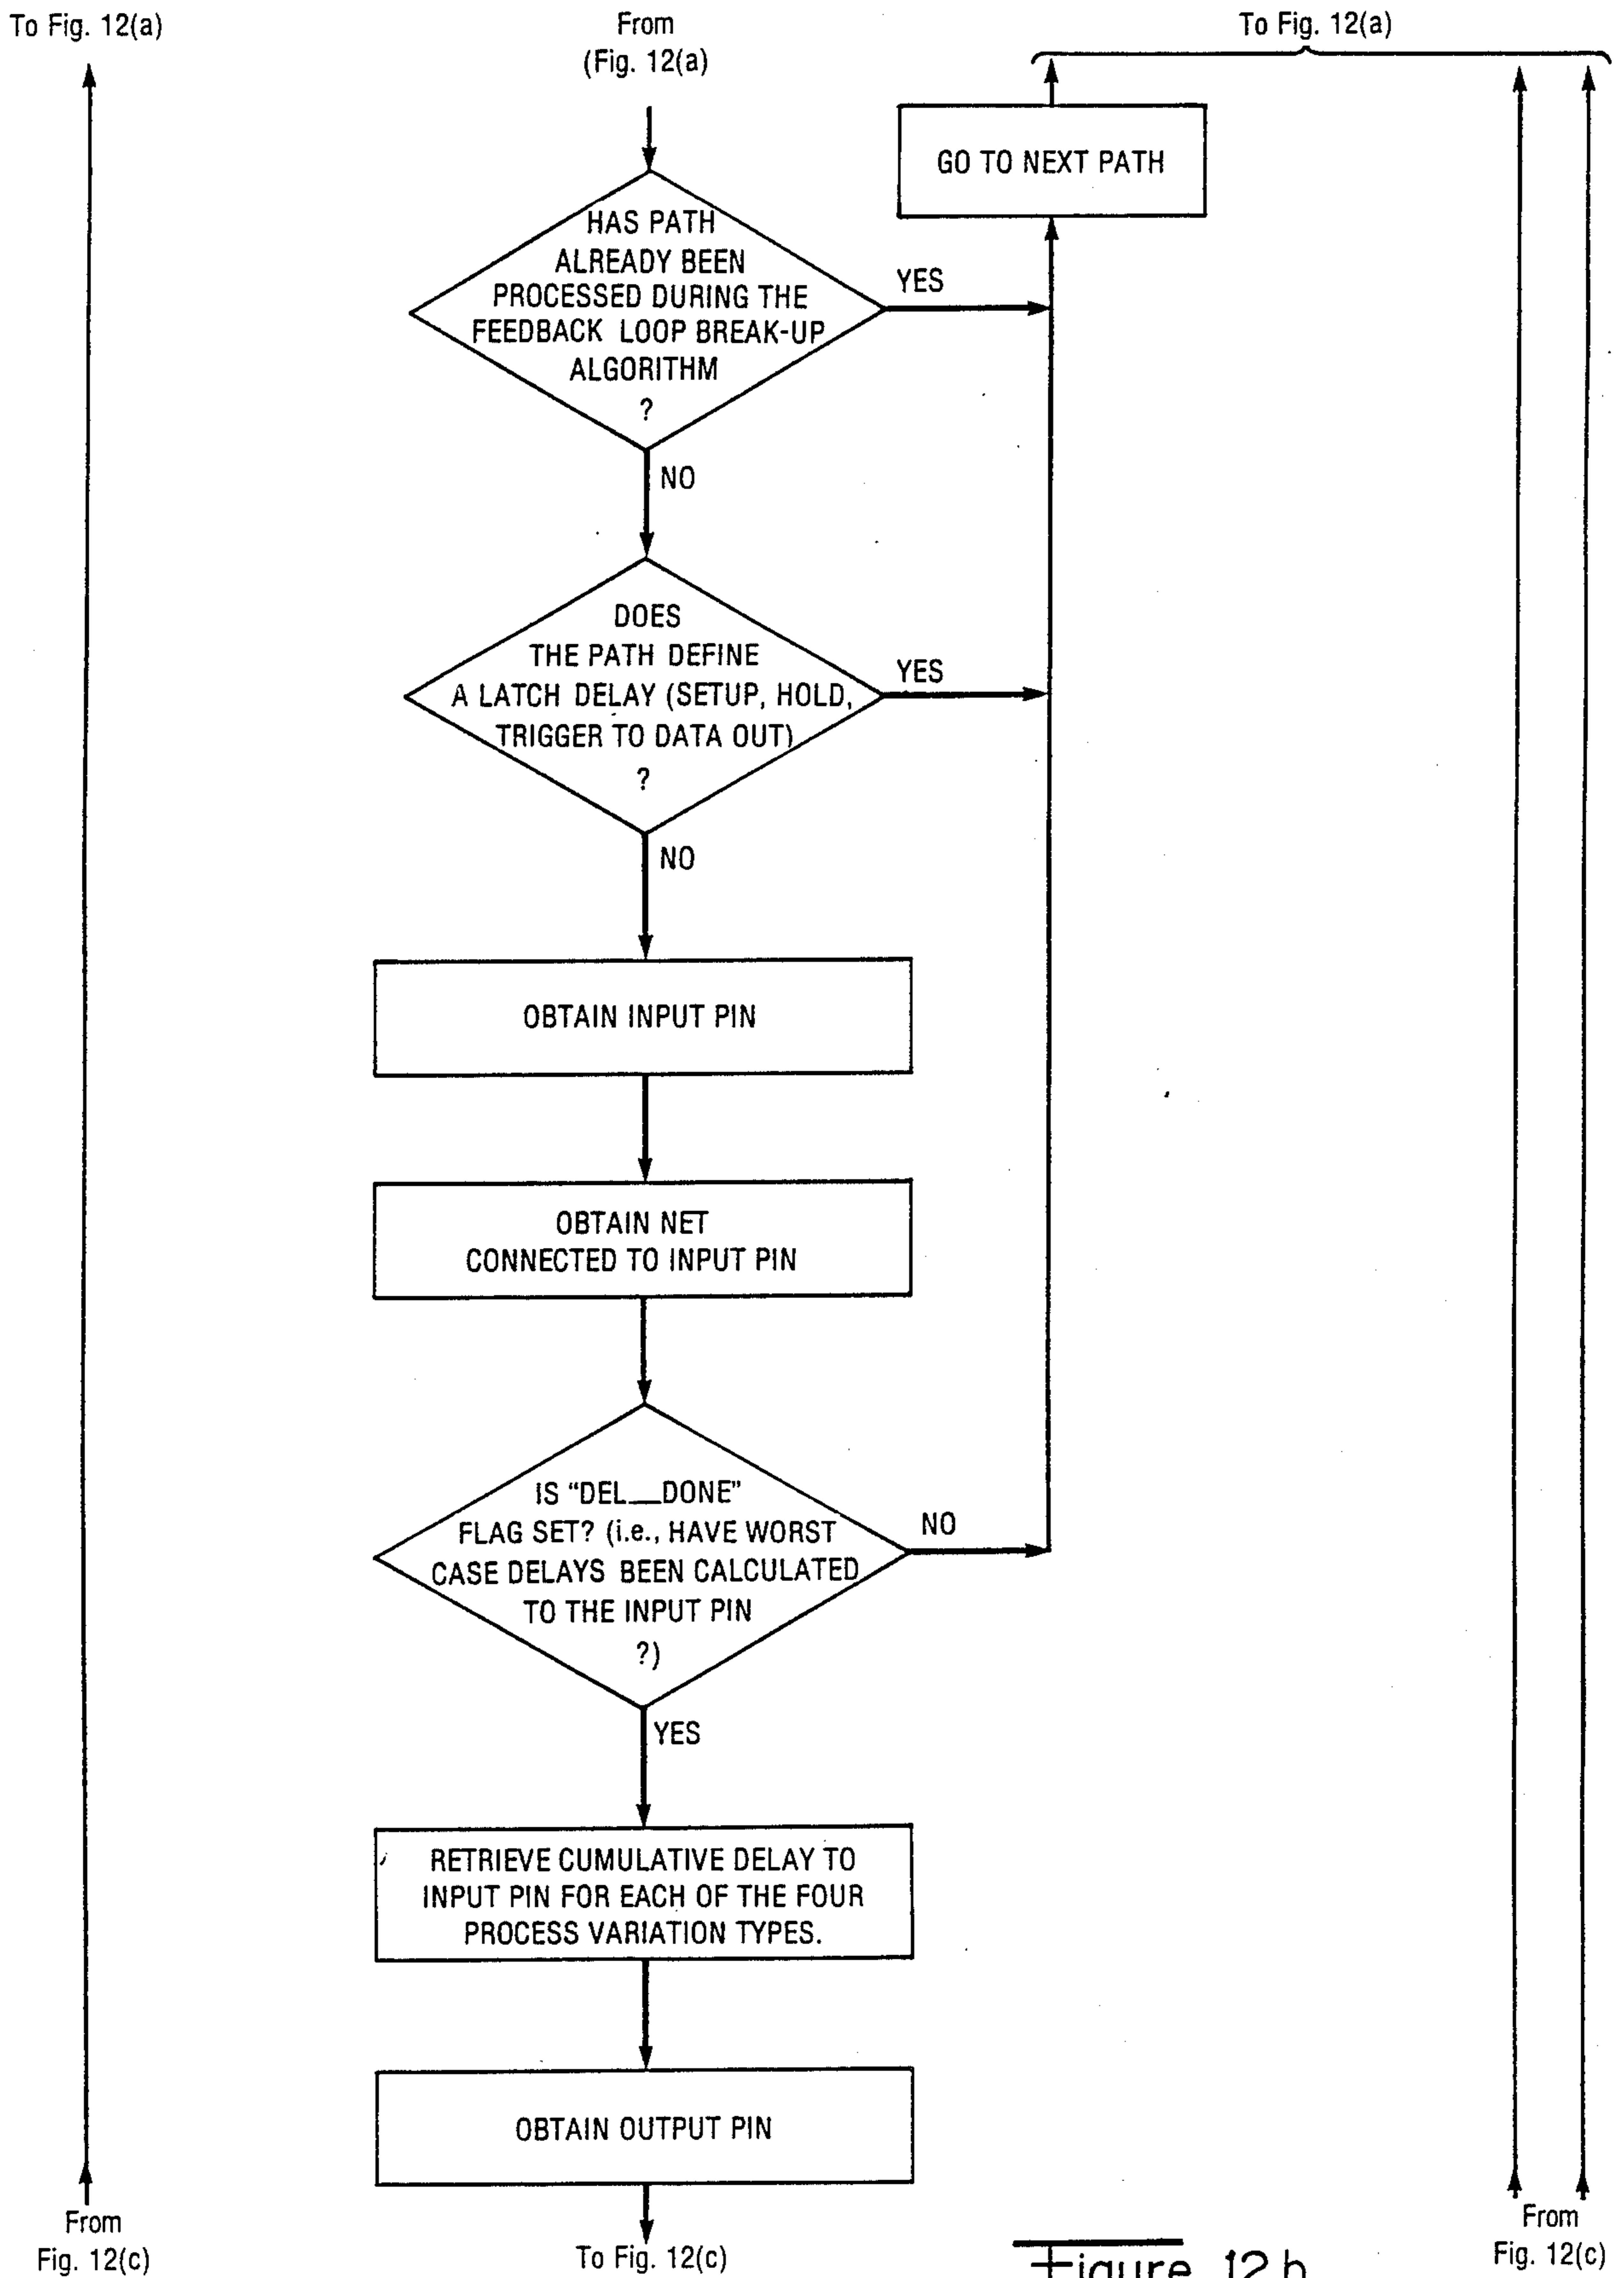 To Fig. 12(a)
From
(Fig. 12(a)
To Fig. 12(a)
GO TO NEXT PATH
HAS PATH
ALREADY BEEN
PROCESSED DURING THE
FEEDBACK LOOP BREAK-UP
ALGORITHM
?
YES
NO
DOES
THE PATH DEFINE
A LATCH DELAY (SETUP, HOLD,
TRIGGER TO DATA OUT)
?
YES
NO
OBTAIN INPUT PIN
OBTAIN NET
CONNECTED TO INPUT PIN
IS "DEL__DONE"
FLAG SET? (i.e., HAVE WORST
CASE DELAYS BEEN CALCULATED
TO THE INPUT PIN
?)
NO
YES
RETRIEVE CUMULATIVE DELAY TO
INPUT PIN FOR EACH OF THE FOUR
PROCESS VARIATION TYPES.
OBTAIN OUTPUT PIN
From
Fig. 12(c)
To Fig. 12(c)
Figure 12b
From
Fig. 12(c)